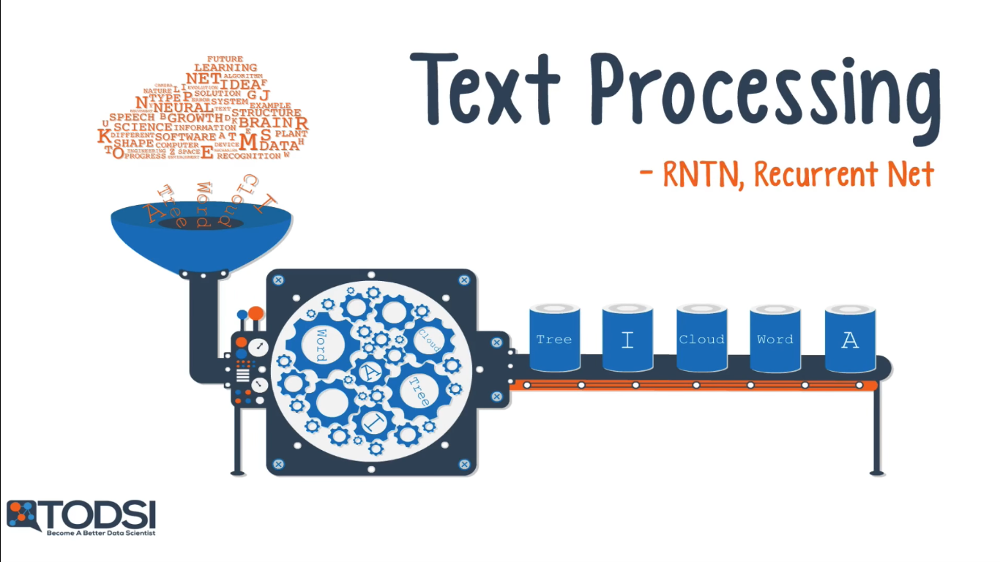 Text Processing
- RNTN, Recurrent Net
FUTURE
LEARNING
NET ALGORITHM
CAMERA L I EVOLUTION IDEA F
NATURE SOLUTION G J
N TYPE P ERROR SYSTEM EXAMPLE
NEURAL TEXT STRUCTURE
SPEECH B GROWTH D BRAIN R
U SCIENCE INFORMATION K
K DIFFERENT SOFTWARE A T E M S PLANT
SHAPE COMPUTER DEVICE DATA H
T O ENGINEERING Z SPACE E
PROGRESS ENVIRONMENT RECOGNITION W
A Tree Word Cloud I
Word
Cloud
A
Tree
I
Tree I Cloud Word A
TODSI
Become A Better Data Scientist